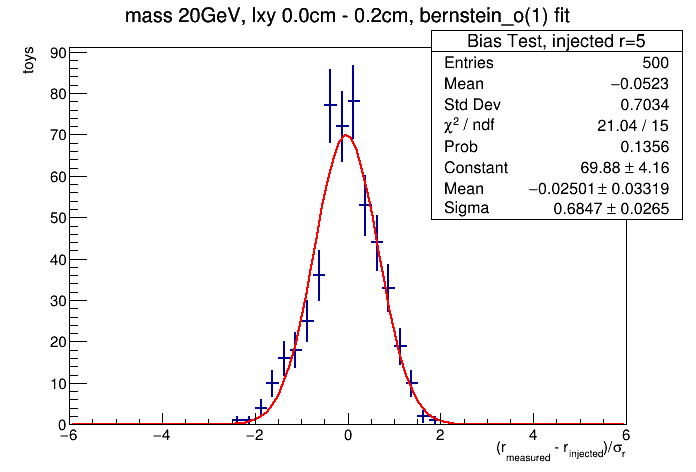 mass 20GeV, lxy 0.0cm - 0.2cm, bernstein_o(1) fit
Bias Test, injected r=5
Entries 500
Mean −0.0523
Std Dev 0.7034
χ² / ndf 21.04 / 15
Prob 0.1356
Constant 69.88 ± 4.16
Mean −0.02501 ± 0.03319
Sigma 0.6847 ± 0.0265
toys
90
80
70
60
50
40
30
20
10
0
−6 −4 −2 0 2 4 6
(r_measured - r_injected)/σ_r